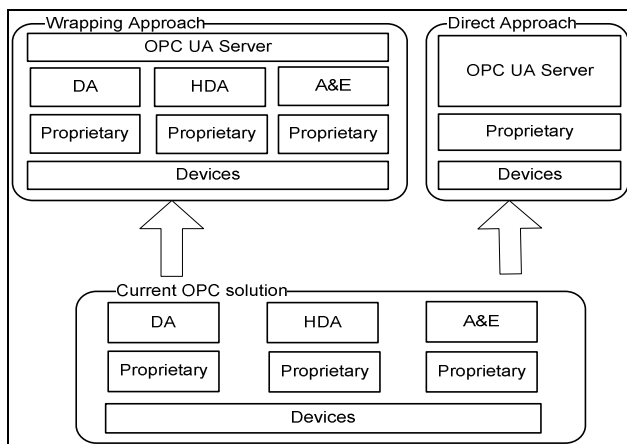 Wrapping Approach
OPC UA Server
DA HDA A&E
Proprietary Proprietary Proprietary
Devices
Direct Approach
OPC UA Server
Proprietary
Devices
Current OPC solution
DA HDA A&E
Proprietary Proprietary Proprietary
Devices